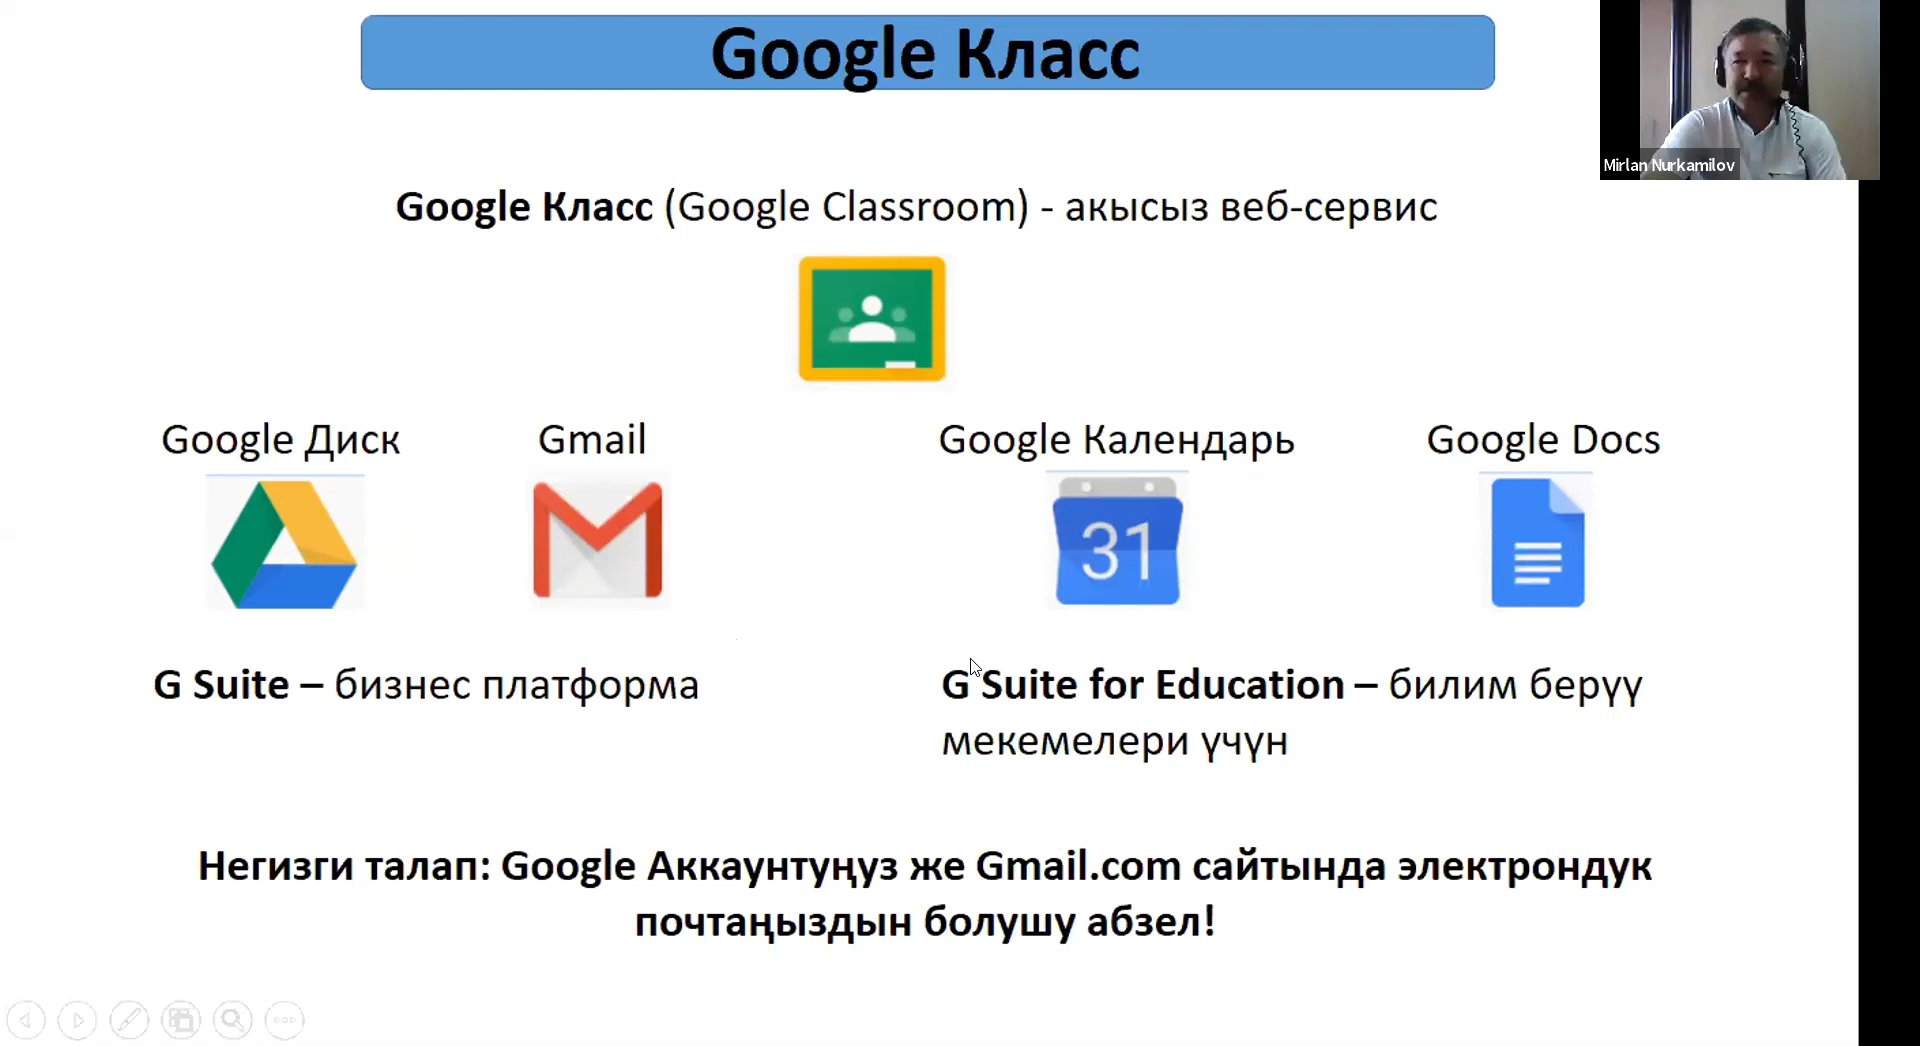 Google Класс
Mirlan Nurkamilov
Google Класс (Google Classroom) - акысыз веб-сервис
Google Диск
Gmail
Google Календарь
Google Docs
31
G Suite – бизнес платформа
G Suite for Education – билим берүү
мекемелери үчүн
Негизги талап: Google Аккаунтуңуз же Gmail.com сайтында электрондук
почтаңыздын болушу абзел!